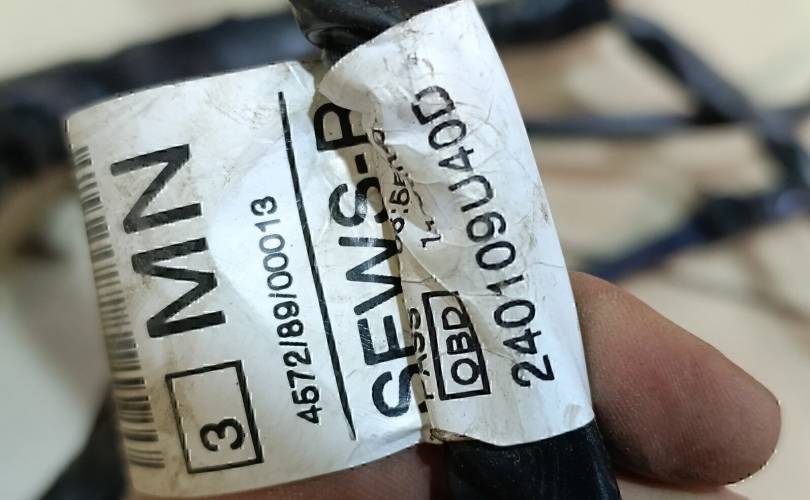 3 MN
4572/89/00013
SEWS-R
PASS
OBD
240109U40D